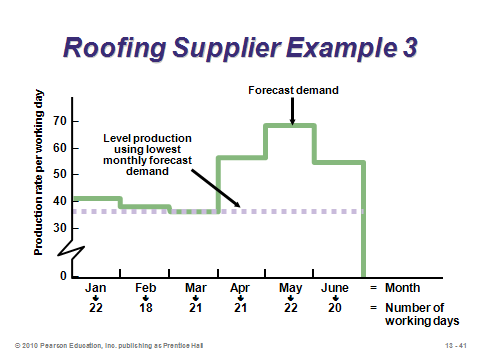 Roofing Supplier Example 3
Forecast demand
Production rate per working day
70
60
50
40
30
0
Level production
using lowest
monthly forecast
demand
Jan Feb Mar Apr May June = Month
22 18 21 21 22 20 = Number of
working days
© 2010 Pearson Education, Inc. publishing as Prentice Hall
13 - 41